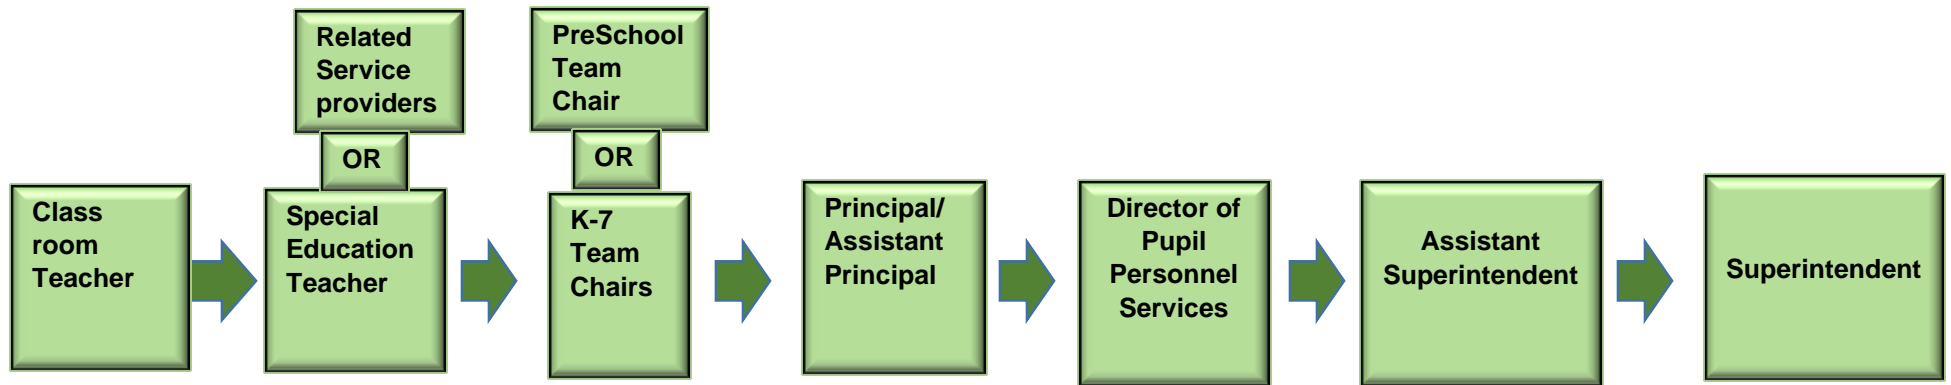 Class
room
Teacher
Related
Service
providers
OR
Special
Education
Teacher
PreSchool
Team
Chair
OR
K-7
Team
Chairs
Principal/
Assistant
Principal
Director of
Pupil
Personnel
Services
Assistant
Superintendent
Superintendent